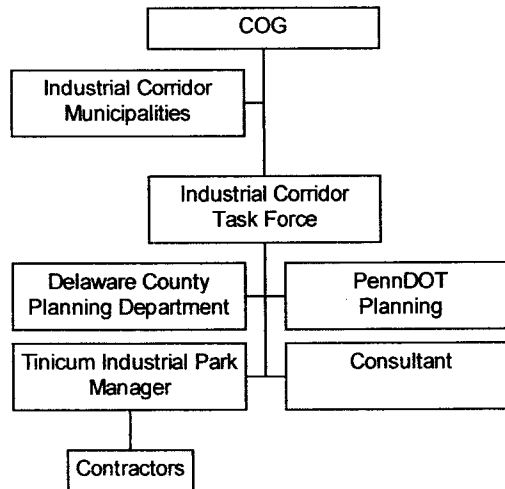 COG
Industrial Corridor
Municipalities
Industrial Corridor
Task Force
Delaware County
Planning Department
PennDOT
Planning
Tinicum Industrial Park
Manager
Consultant
Contractors